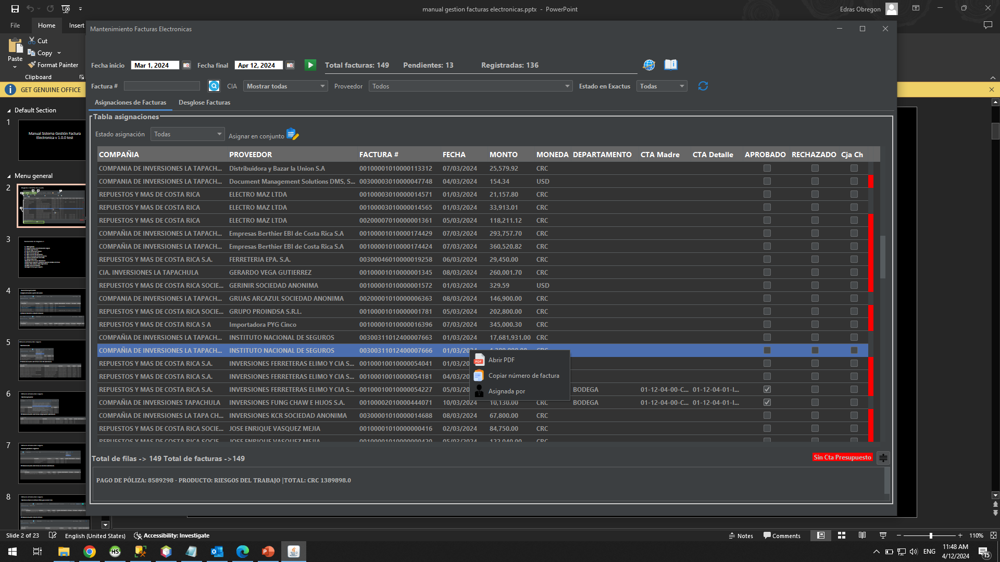 manual gestion facturas electronicas.pptx - PowerPoint
Edras Obregon
File Home Insert
Cut
Copy
Format Painter
Paste
Clipboard
GET GENUINE OFFICE
Default Section
1
Manual Sistema Gestión Factura
Electronica v 1.0.0 test
Menu general
2
3
4
5
6
7
8
Mantenimiento Facturas Electronicas
Fecha inicio Mar 1, 2024 Fecha final Apr 12, 2024 Total facturas: 149 Pendientes: 13 Registradas: 136
Factura # CIA Mostrar todas Proveedor Todos Estado en Exactus Todas
Asignaciones de Facturas Desglose Facturas
Tabla asignaciones
Estado asignación Todas Asignar en conjunto
COMPAÑIA PROVEEDOR FACTURA # FECHA MONTO MONEDA DEPARTAMENTO CTA Madre CTA Detalle APROBADO RECHAZADO Cja Ch
COMPANIA DE INVERSIONES LA TAPACH... Distribuidora y Bazar la Union S.A 00100001010000113312 07/03/2024 25,579.92 CRC
COMPANIA DE INVERSIONES LA TAPACH... Document Management Solutions DMS, S... 00300003010000047748 04/03/2024 154.34 USD
REPUESTOS Y MAS DE COSTA RICA ELECTRO MAZ LTDA 00100003010000014571 01/03/2024 21,157.80 CRC
REPUESTOS Y MAS DE COSTA RICA ELECTRO MAZ LTDA 00100003010000014565 01/03/2024 33,913.01 CRC
REPUESTOS Y MAS DE COSTA RICA ELECTRO MAZ LTDA 00200007010000001361 05/03/2024 118,211.12 CRC
COMPAÑIA DE INVERSIONES LA TAPACH... Empresas Berthier EBI de Costa Rica S.A 00100001010000174429 07/03/2024 293,757.70 CRC
COMPAÑIA DE INVERSIONES LA TAPACH... Empresas Berthier EBI de Costa Rica S.A 00100001010000174424 07/03/2024 360,520.82 CRC
REPUESTOS Y MAS DE COSTA RICA S.A. FERRETERIA EPA. S.A. 00300046010000019258 06/03/2024 29,450.00 CRC
CIA. INVERSIONES LA TAPACHULA GERARDO VEGA GUTIERREZ 00100001010000001345 08/03/2024 260,001.70 CRC
REPUESTOS Y MAS DE COSTA RICA SOCIE... GERINIR SOCIEDAD ANONIMA 00100001010000001572 01/03/2024 329.59 USD
COMPANIA DE INVERSIONES LA TAPACH... GRUAS ARCAZUL SOCIEDAD ANONIMA 00200001010000006363 08/03/2024 146,900.00 CRC
REPUESTOS Y MAS DE COSTA RICA SOCIE... GRUPO PROINDSA S.R.L. 00100001010000001781 05/03/2024 202,800.00 CRC
REPUESTOS Y MAS DE COSTA RICA S A Importadora PYG Cinco 00100001010000016396 07/03/2024 345,000.30 CRC
COMPAÑIA DE INVERSIONES LA TAPACH... INSTITUTO NACIONAL DE SEGUROS 00300311012400007663 01/03/2024 17,681,931.00 CRC
COMPAÑIA DE INVERSIONES LA TAPACH... INSTITUTO NACIONAL DE SEGUROS 00300311012400007666 01/03/2024
REPUESTOS Y MAS DE COSTA RICA S.A. INVERSIONES FERRETERAS ELIMO Y CIA S... 00100001010000054041 01/03/20
REPUESTOS Y MAS DE COSTA RICA S.A. INVERSIONES FERRETERAS ELIMO Y CIA S... 00100001010000054181 04/03/20
REPUESTOS Y MAS DE COSTA RICA S.A. INVERSIONES FERRETERAS ELIMO Y CIA S... 00100001010000054227 05/03/20 BODEGA 01-12-04-00-C... 01-12-04-01-I...
COMPAÑIA DE INVERSIONES TAPACHULA INVERSIONES FUNG CHAW E HIJOS S.A. 00100002010000444071 10/03/2024 10,130.00 CRC BODEGA 01-12-04-00-C... 01-12-04-01-I...
COMPAÑIA DE INVERSIONES LA TAPA CH... INVERSIONES KCR SOCIEDAD ANONIMA 00300001010000014688 08/03/2024 67,800.00 CRC
REPUESTOS Y MAS DE COSTA RICA SOCIE... JOSE ENRIQUE VASQUEZ MEJIA 00100001010000000416 02/03/2024 84,750.00 CRC
REPUESTOS Y MAS DE COSTA RICA SOCIE... JOSE ENRIQUE VASQUEZ MEJIA 00100001010000000420 05/03/2024 122,040.00 CRC
Abrir PDF
Copiar número de factura
Asignada por
Total de filas -> 149 Total de facturas ->149
Sin Cta Presupuesto
PAGO DE PÓLIZA: 8589298 - PRODUCTO: RIESGOS DEL TRABAJO |TOTAL: CRC 1389898.0
Slide 2 of 23 English (United States) Accessibility: Investigate Notes Comments 110%
ENG
11:48 AM
4/12/2024
15